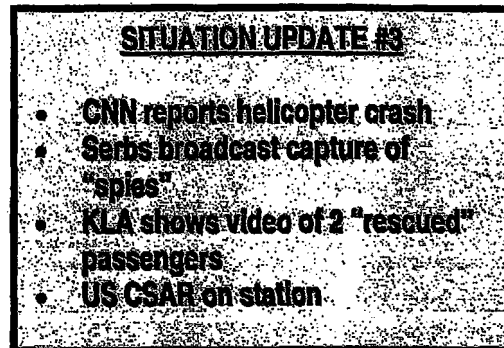 SITUATION UPDATE #3
• CNN reports helicopter crash
• Serbs broadcast capture of
"spies"
• KLA shows video of 2 "rescued"
passengers
• US CSAR on station